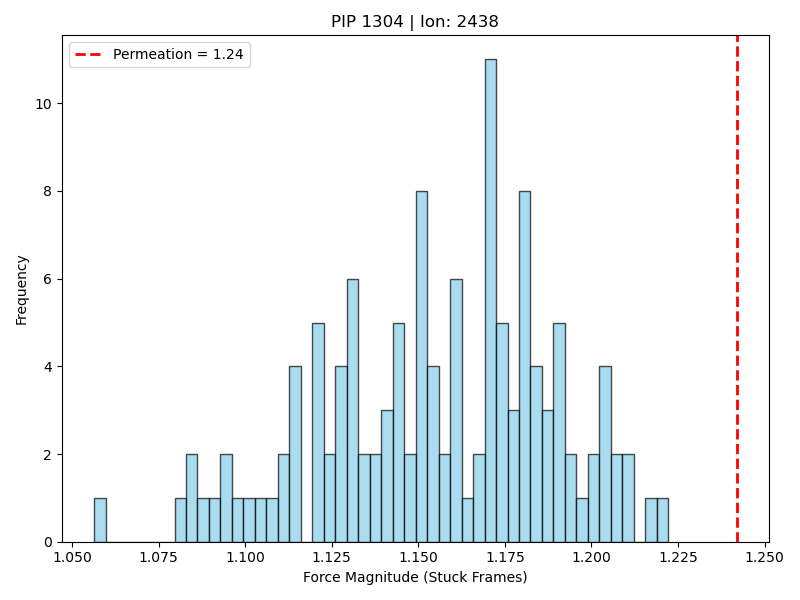 PIP 1304 | Ion: 2438
Permeation = 1.24
Frequency
10
8
6
4
2
0
1.050 1.075 1.100 1.125 1.150 1.175 1.200 1.225 1.250
Force Magnitude (Stuck Frames)